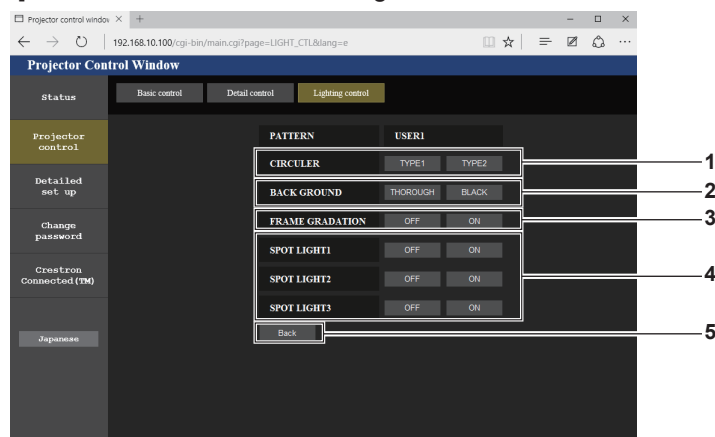 Projector control window
192.168.10.100/cgi-bin/main.cgi?page=LIGHT_CTL&lang=e
Projector Control Window
Status
Basic control
Detail control
Lighting control
Projector
control
Detailed
set up
Change
password
Crestron
Connected(TM)
Japanese
PATTERN USER1
CIRCULER TYPE1 TYPE2 1
BACK GROUND THOROUGH BLACK 2
FRAME GRADATION OFF ON 3
SPOT LIGHT1 OFF ON
SPOT LIGHT2 OFF ON 4
SPOT LIGHT3 OFF ON
Back 5